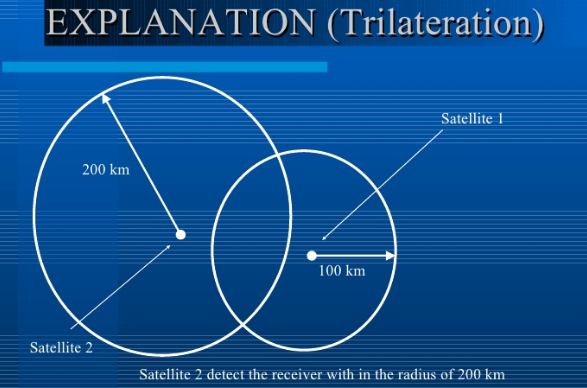 EXPLANATION (Trilateration)
Satellite 1
200 km
100 km
Satellite 2
Satellite 2 detect the receiver with in the radius of 200 km